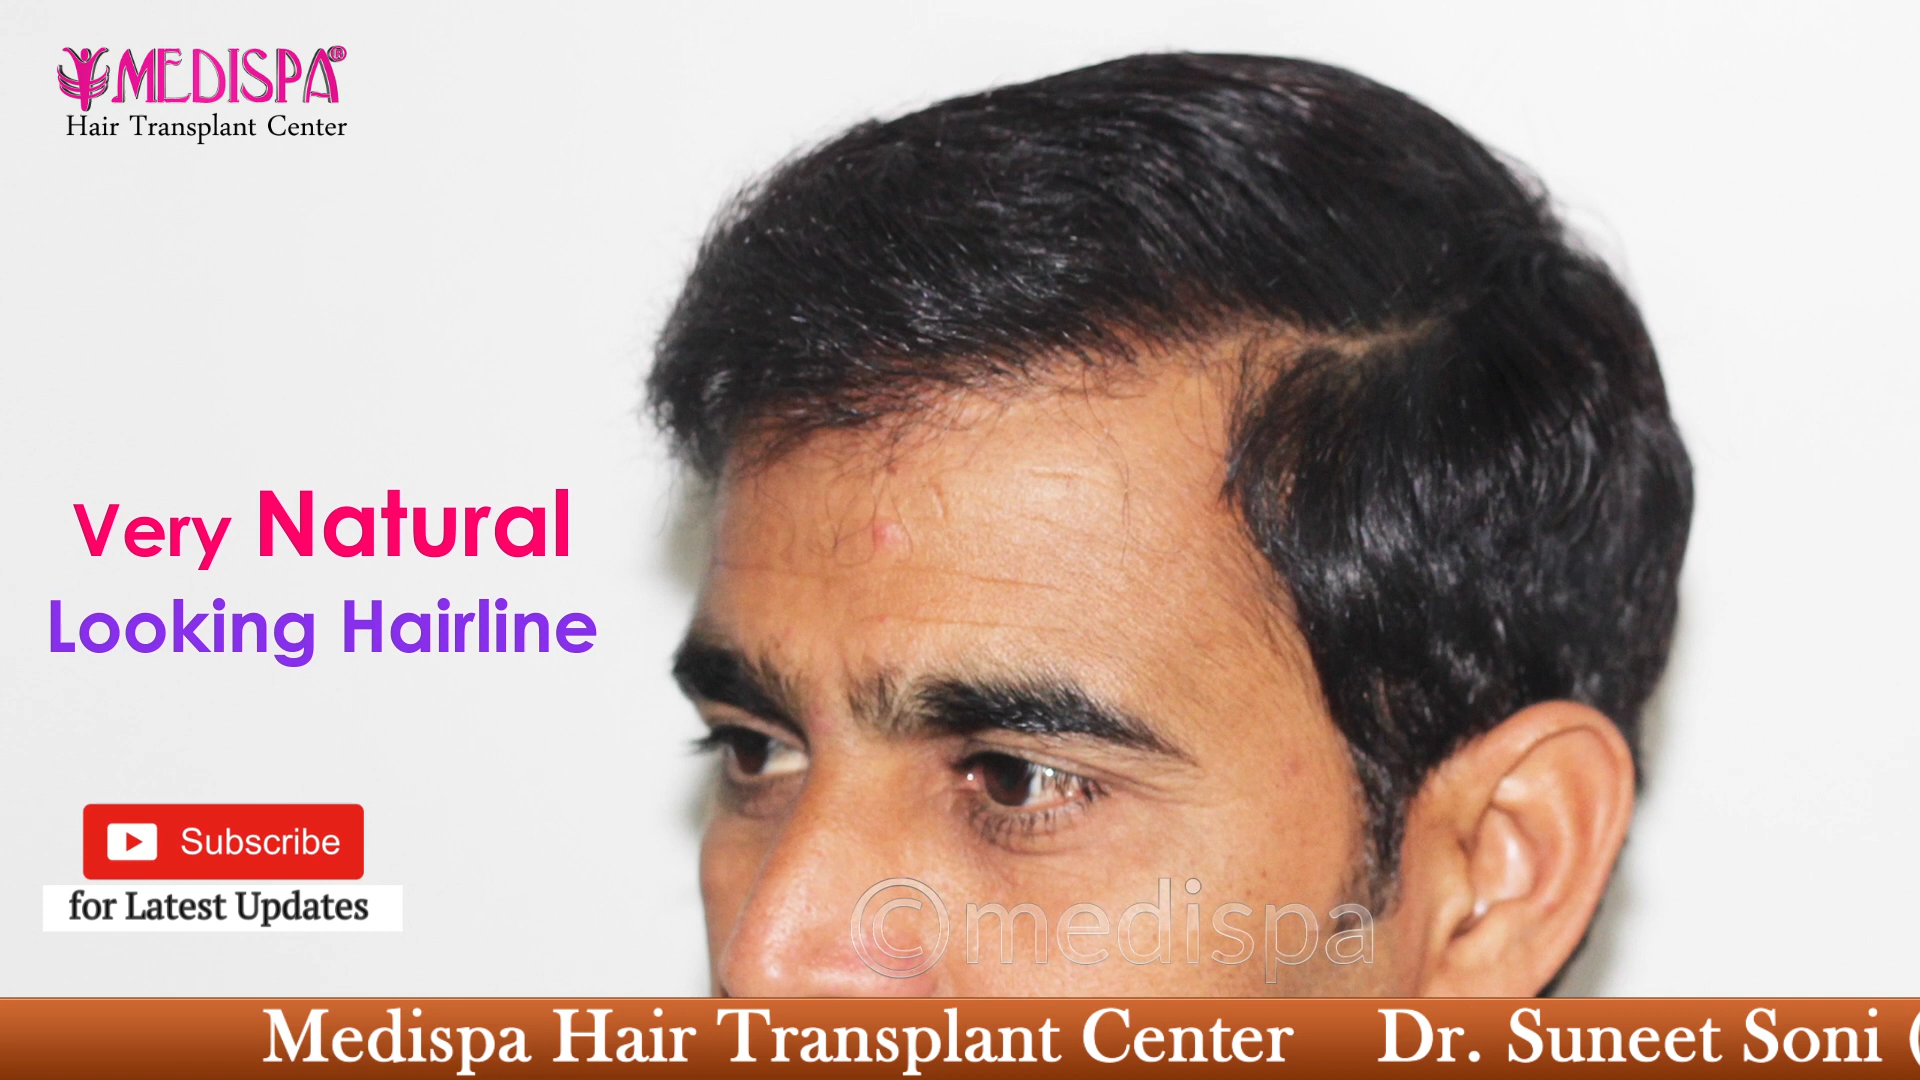 MEDISPA®
Hair Transplant Center
Very Natural
Looking Hairline
Subscribe
for Latest Updates
©medispa
Medispa Hair Transplant Center Dr. Suneet Soni (